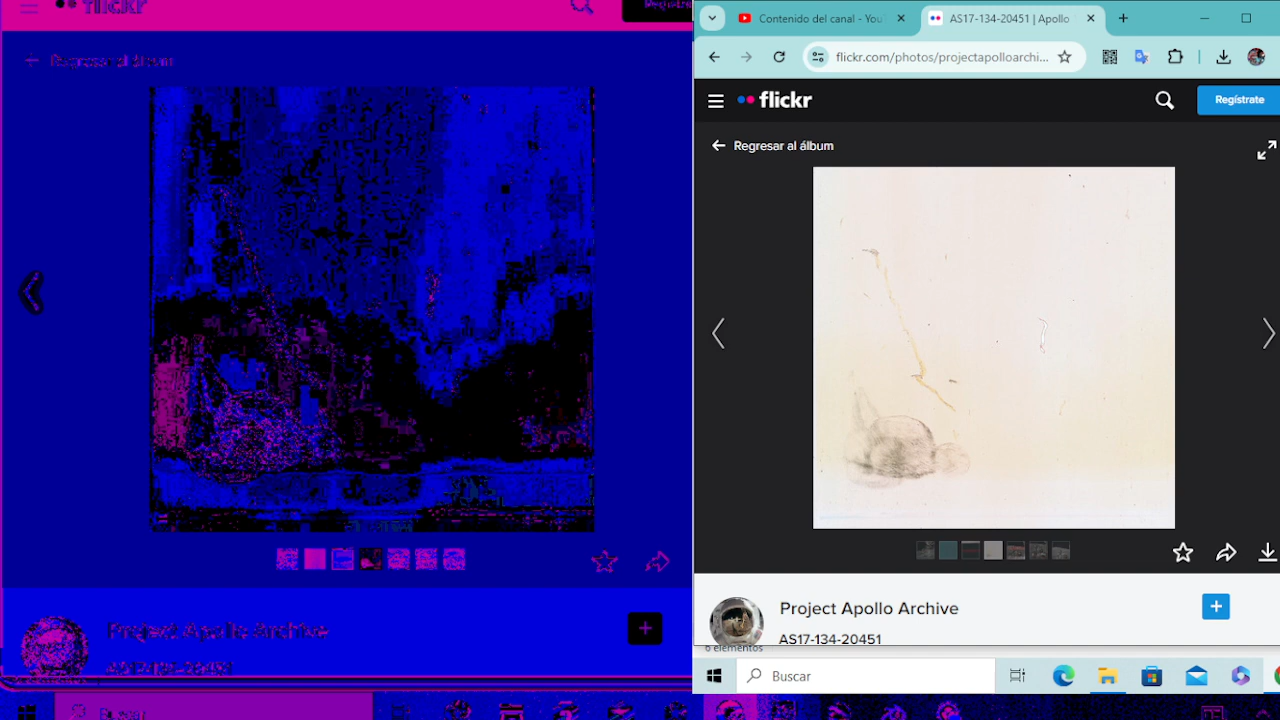 flickr
Registrate
Regresar al álbum
Project Apollo Archive
AS17-134-20451
Buscar
Contenido del canal - You
AS17-134-20451 | Apollo
flickr.com/photos/projectapolloarchi...
flickr
Regístrate
Regresar al álbum
Project Apollo Archive
AS17-134-20451
6 elementos
Buscar